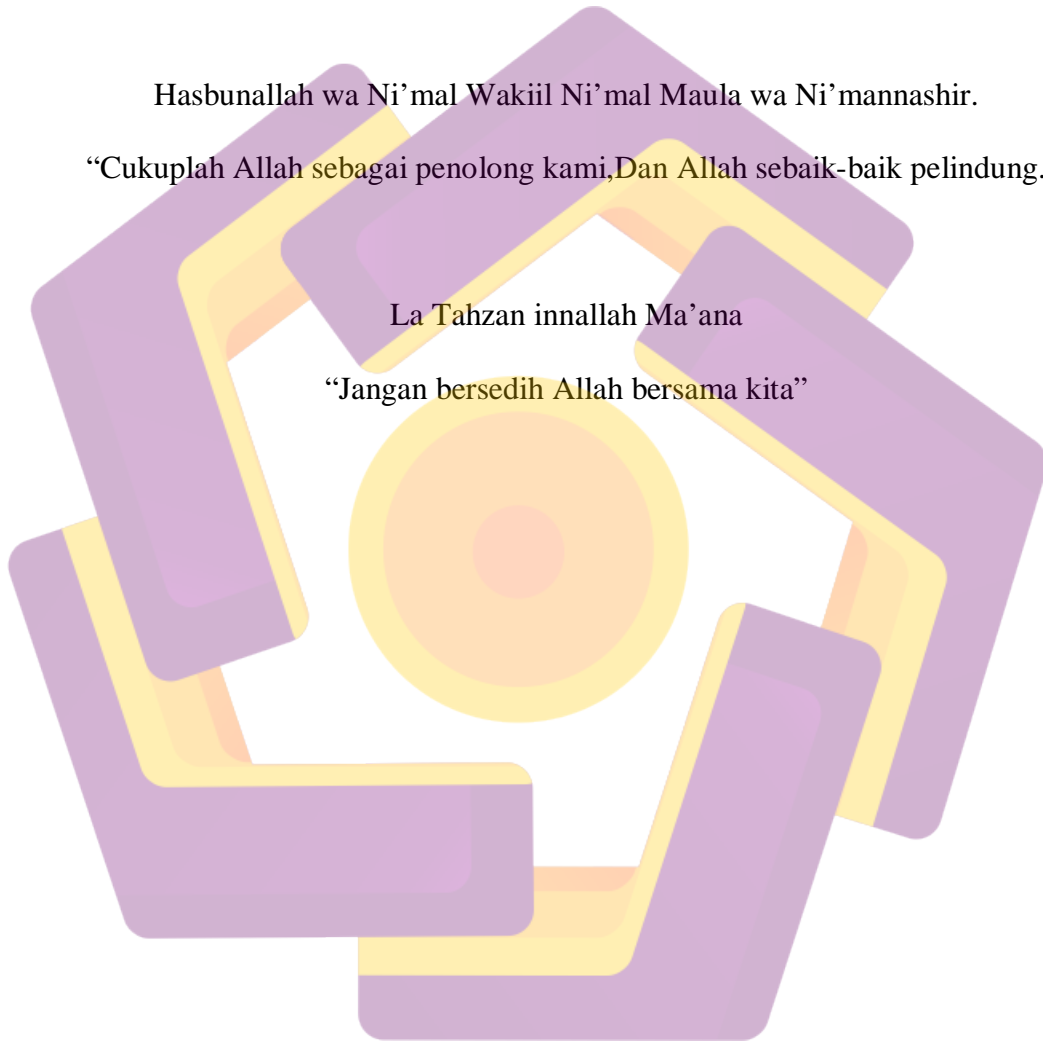 Hasbunallah wa Ni’mal Wakiil Ni’mal Maula wa Ni’mannashir.
“Cukuplah Allah sebagai penolong kami,Dan Allah sebaik-baik pelindung.
La Tahzan innallah Ma’ana
“Jangan bersedih Allah bersama kita”